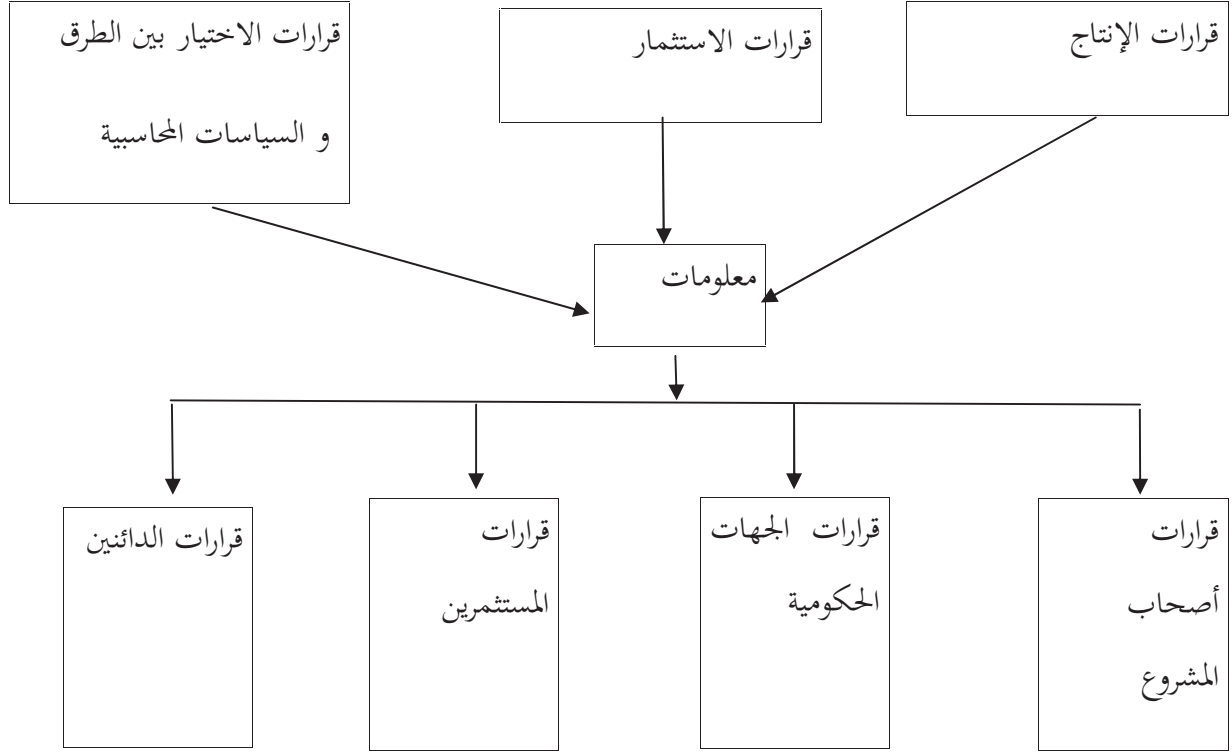 قرارات الإنتاج
قرارات الاستثمار
قرارات الاختيار بين الطرق
و السياسات المحاسبية
معلومات
قرارات
أصحاب
المشروع
قرارات الجهات
الحكومية
قرارات
المستثمرين
قرارات الدائنين